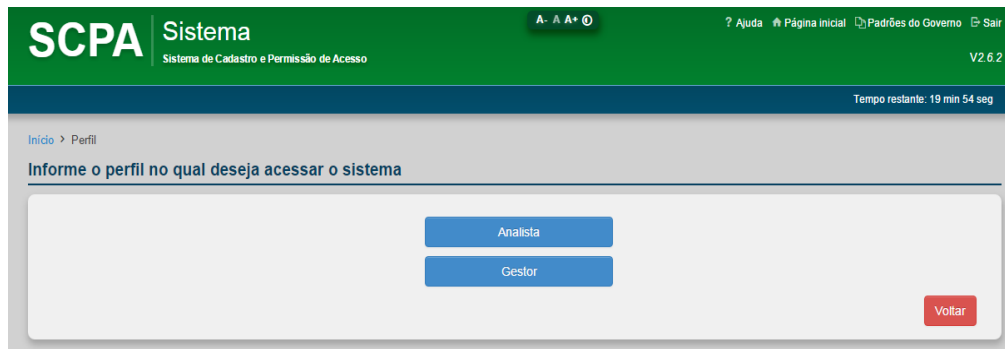 SCPA
Sistema
Sistema de Cadastro e Permissão de Acesso
A- A A+
? Ajuda Página inicial Padrões do Governo Sair
V2.6.2
Tempo restante: 19 min 54 seg
Início > Perfil
Informe o perfil no qual deseja acessar o sistema
Analista
Gestor
Voltar